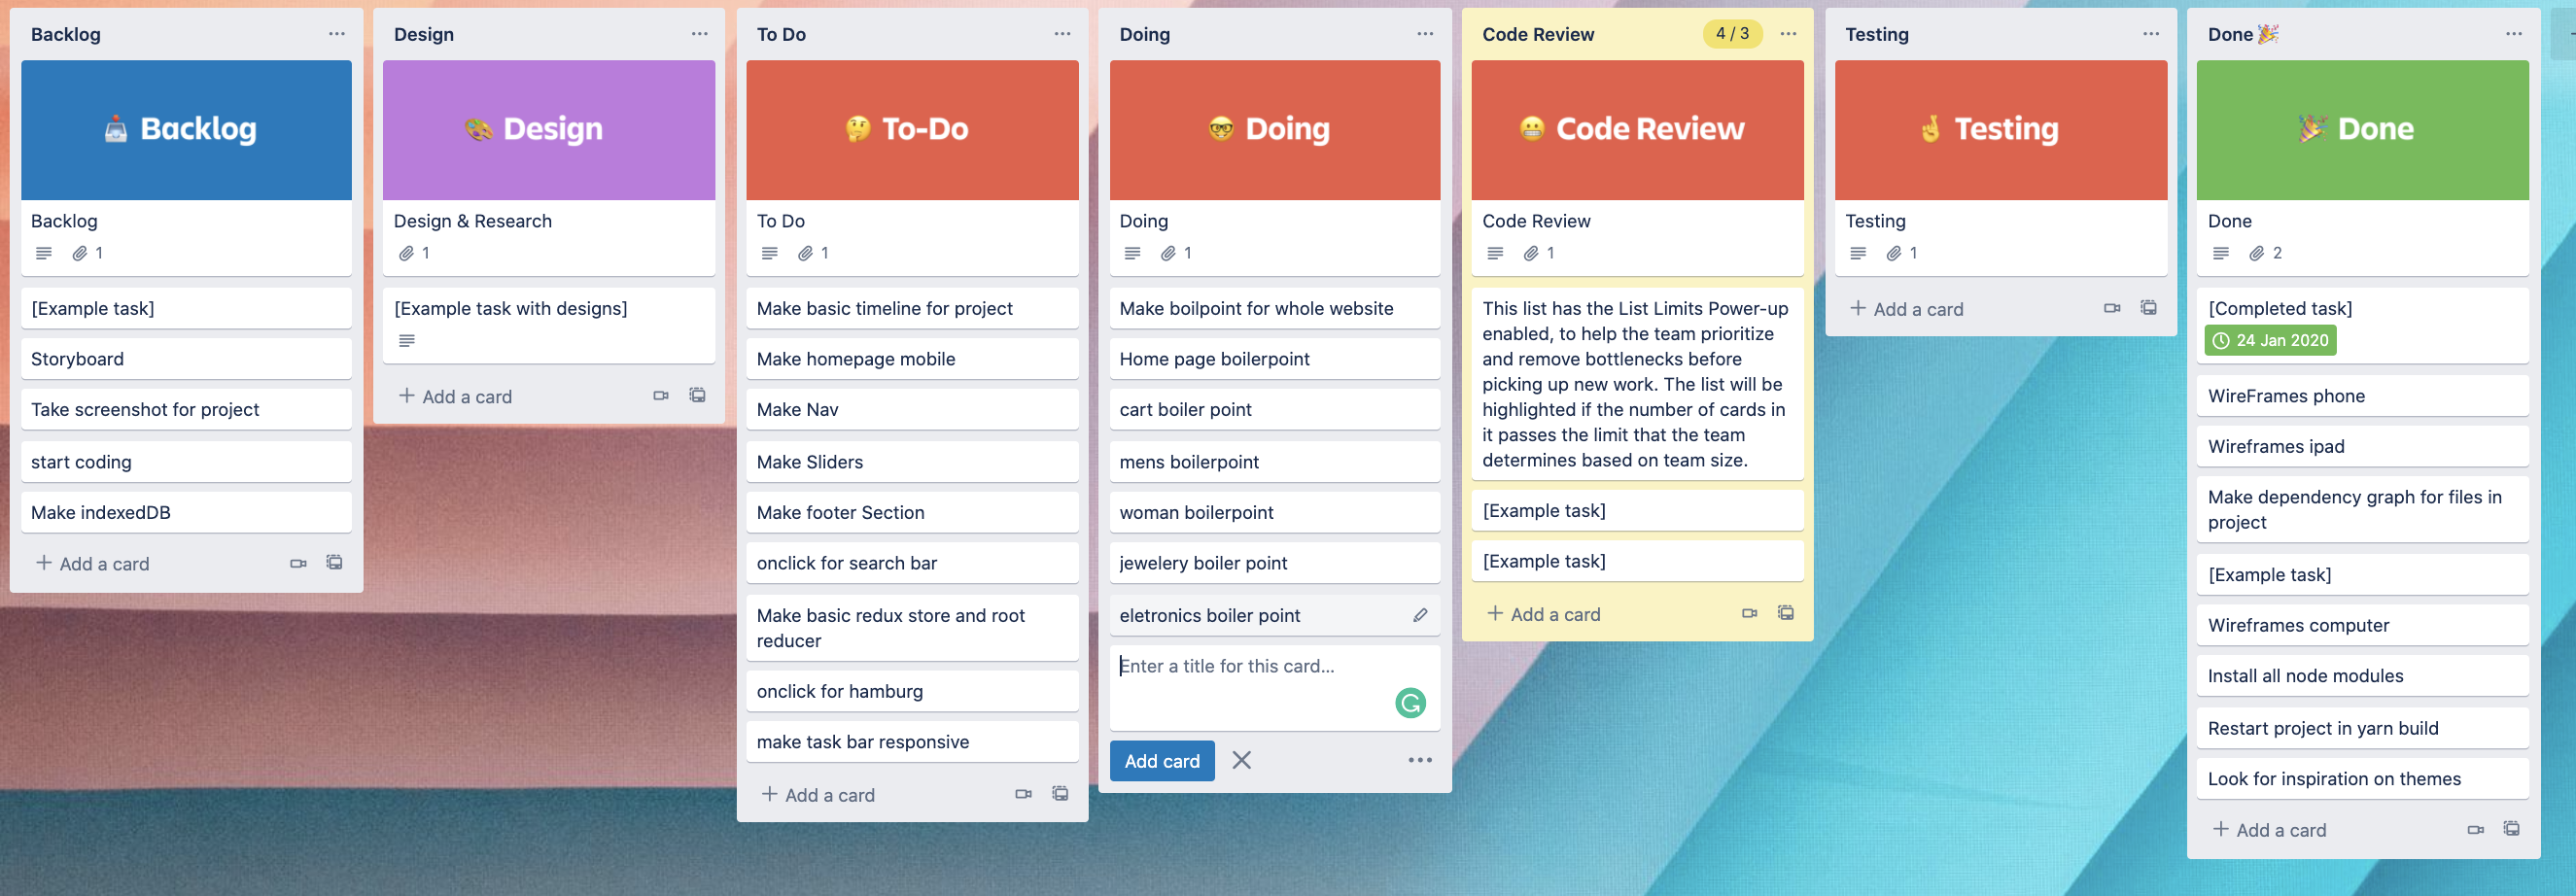 Backlog
Backlog
Backlog
1
[Example task]
Storyboard
Take screenshot for project
start coding
Make indexedDB
+ Add a card
Design
Design
Design & Research
1
[Example task with designs]
+ Add a card
To Do
To-Do
To Do
1
Make basic timeline for project
Make homepage mobile
Make Nav
Make Sliders
Make footer Section
onclick for search bar
Make basic redux store and root
reducer
onclick for hamburg
make task bar responsive
+ Add a card
Doing
Doing
Doing
1
Make boilpoint for whole website
Home page boilerpoint
cart boiler point
mens boilerpoint
woman boilerpoint
jewelery boiler point
eletronics boiler point
Enter a title for this card...
Add card
Code Review 4 / 3
Code Review
Code Review
1
This list has the List Limits Power-up
enabled, to help the team prioritize
and remove bottlenecks before
picking up new work. The list will be
highlighted if the number of cards in
it passes the limit that the team
determines based on team size.
[Example task]
[Example task]
+ Add a card
Testing
Testing
Testing
1
+ Add a card
Done 🎉
Done
Done
2
[Completed task]
24 Jan 2020
WireFrames phone
Wireframes ipad
Make dependency graph for files in
project
[Example task]
Wireframes computer
Install all node modules
Restart project in yarn build
Look for inspiration on themes
+ Add a card